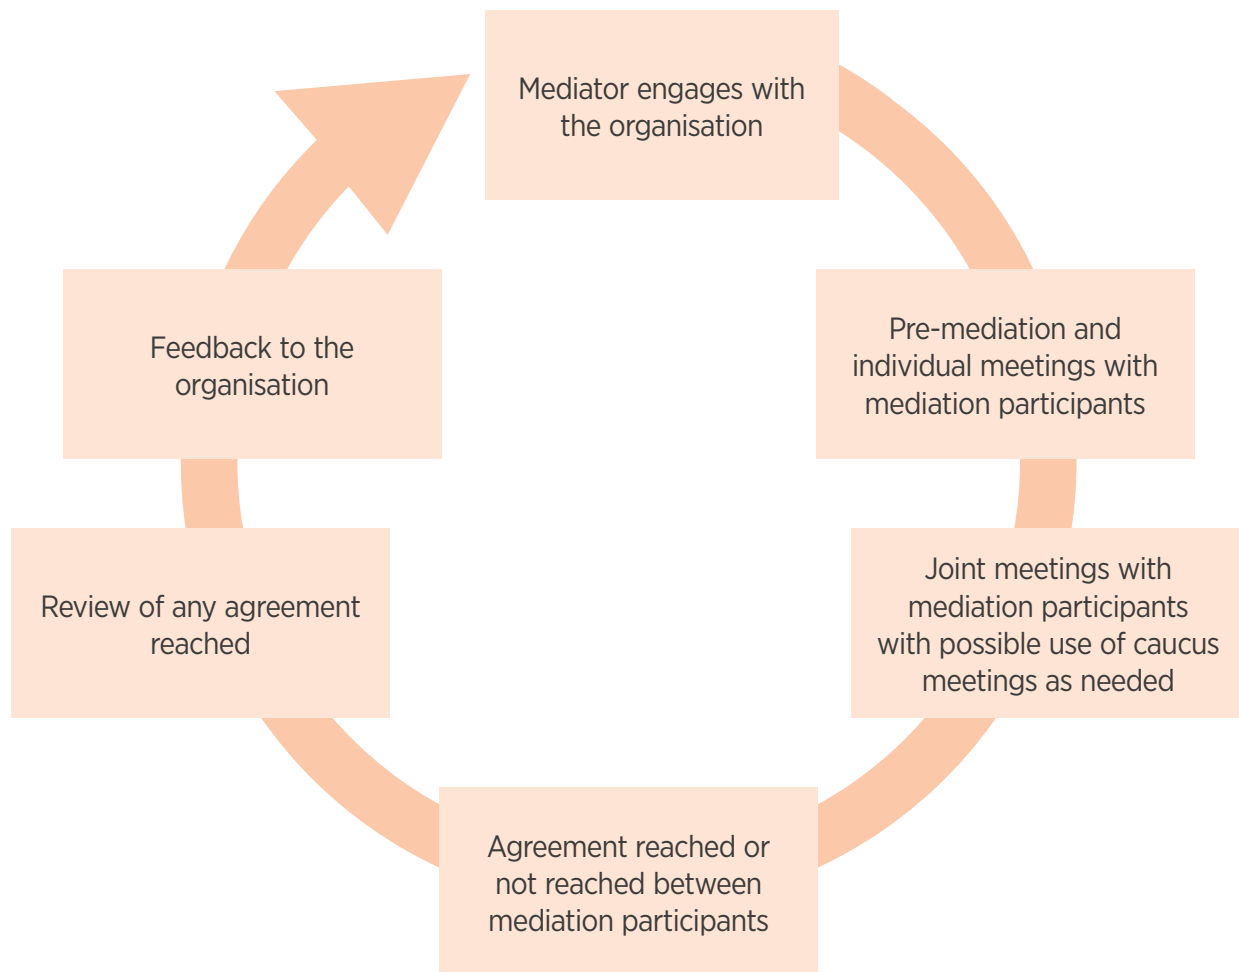 Mediator engages with
the organisation
Pre-mediation and
individual meetings with
mediation participants
Joint meetings with
mediation participants
with possible use of caucus
meetings as needed
Agreement reached or
not reached between
mediation participants
Review of any agreement
reached
Feedback to the
organisation